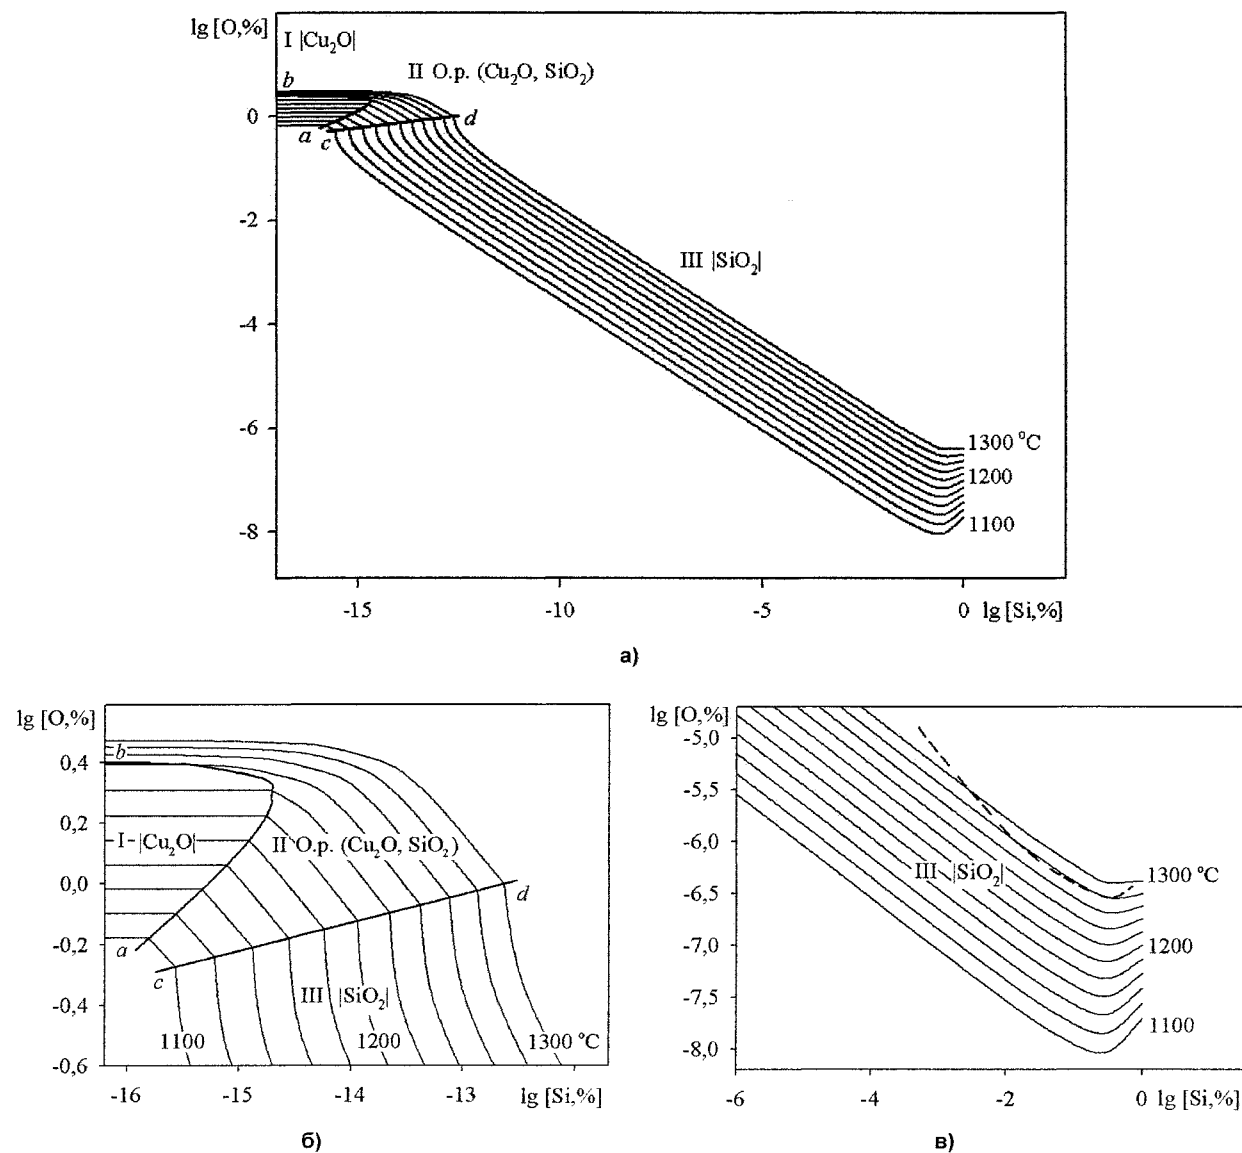 lg [O,%]
I |Cu₂O|
b
II O.p. (Cu₂O, SiO₂)
0
a
c
d
-2
III |SiO₂|
-4
-6
1300 °C
1200
-8
1100
-15
-10
-5
0
lg [Si,%]
а)
lg [O,%]
b
0,4
0,2
I-|Cu₂O|
II O.p. (Cu₂O, SiO₂)
0,0
d
-0,2
a
c
III |SiO₂|
-0,4
1100
1200
1300 °C
-0,6
-16
-15
-14
-13
lg [Si,%]
б)
lg [O,%]
-5,0
-5,5
-6,0
III |SiO₂|
1300 °C
-6,5
1200
-7,0
-7,5
1100
-8,0
-6
-4
-2
0
lg [Si,%]
в)